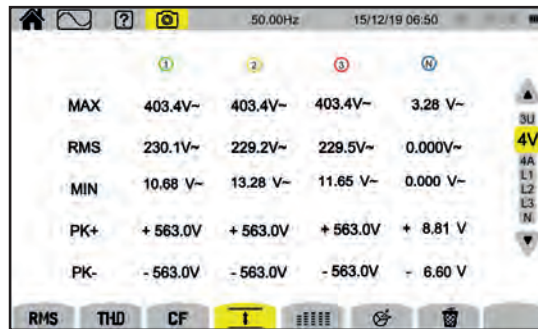 ? 50.00Hz 15/12/19 06:50
1 2 3 N
MAX 403.4V~ 403.4V~ 403.4V~ 3.28 V~
RMS 230.1V~ 229.2V~ 229.5V~ 0.000V~
MIN 10.68 V~ 13.28 V~ 11.65 V~ 0.000 V~
PK+ + 563.0V + 563.0V + 563.0V + 8.81 V
PK- - 563.0V - 563.0V - 563.0V - 6.60 V
3U
4V
4A
L1
L2
L3
N
RMS THD CF